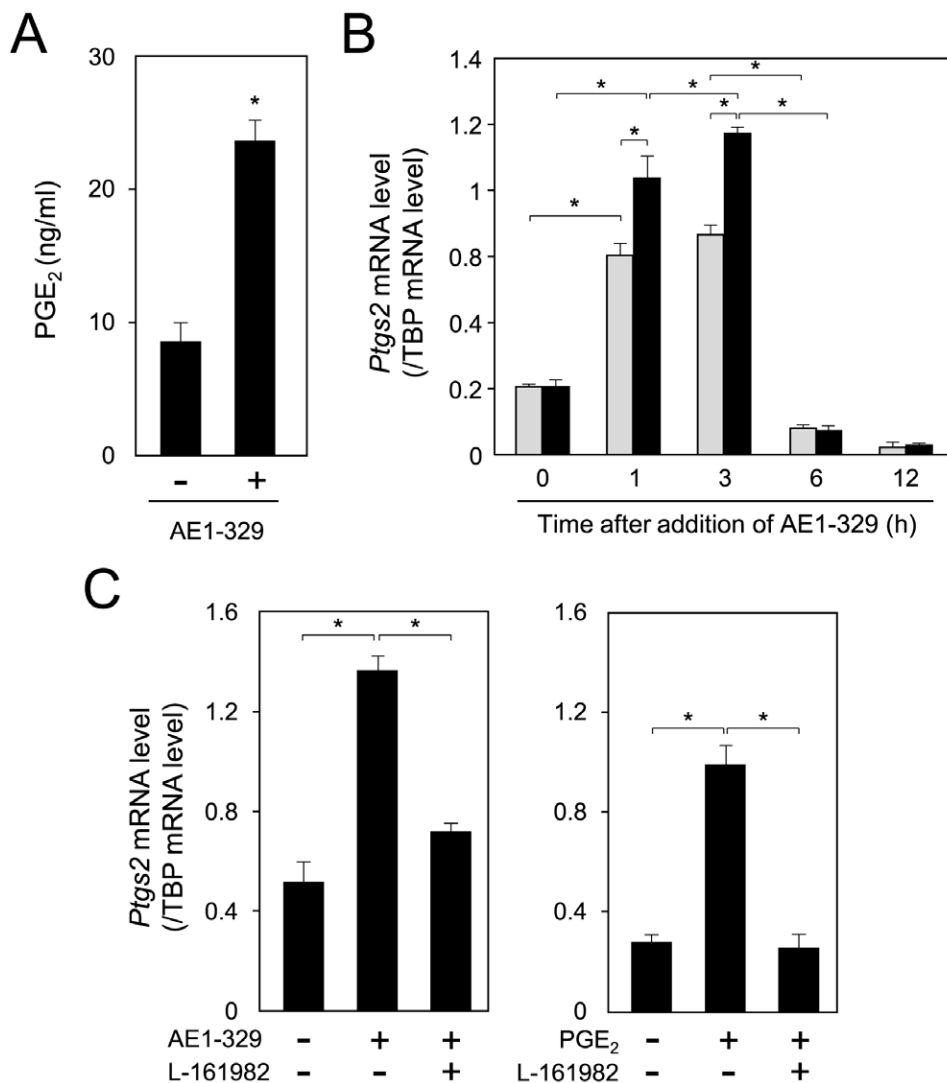 A
30
20
10
0
PGE2 (ng/ml)
*
- +
AE1-329
B
1.4
1.2
1
0.8
0.4
0.2
0
Ptgs2 mRNA level
(/TBP mRNA level)
* * *
* *
*
*
0 1 3 6 12
Time after addition of AE1-329 (h)
C
1.6
1.2
0.8
0.4
0
Ptgs2 mRNA level
(/TBP mRNA level)
* *
AE1-329 - + +
L-161982 - - +
1.6
1.2
0.8
0.4
0
* *
PGE2 - + +
L-161982 - - +